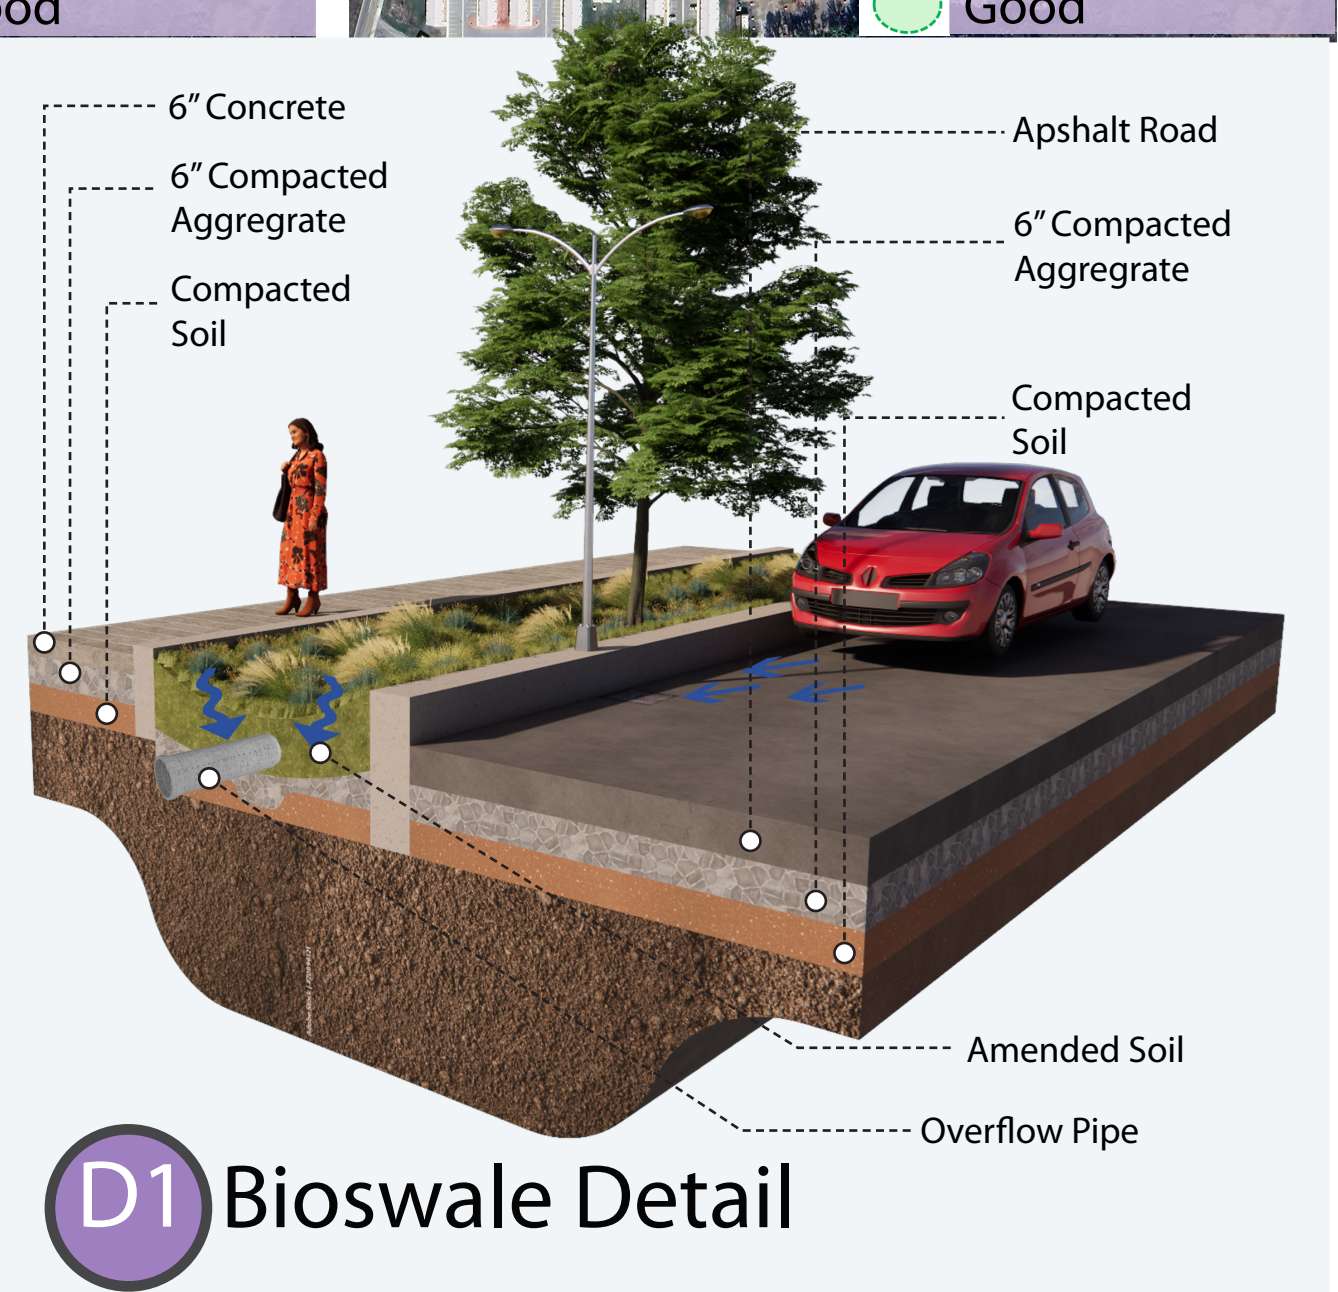 Good
6” Concrete
6” Compacted
Aggregrate
Compacted
Soil
Apshalt Road
6” Compacted
Aggregrate
Compacted
Soil
Amended Soil
Overflow Pipe
D1 Bioswale Detail